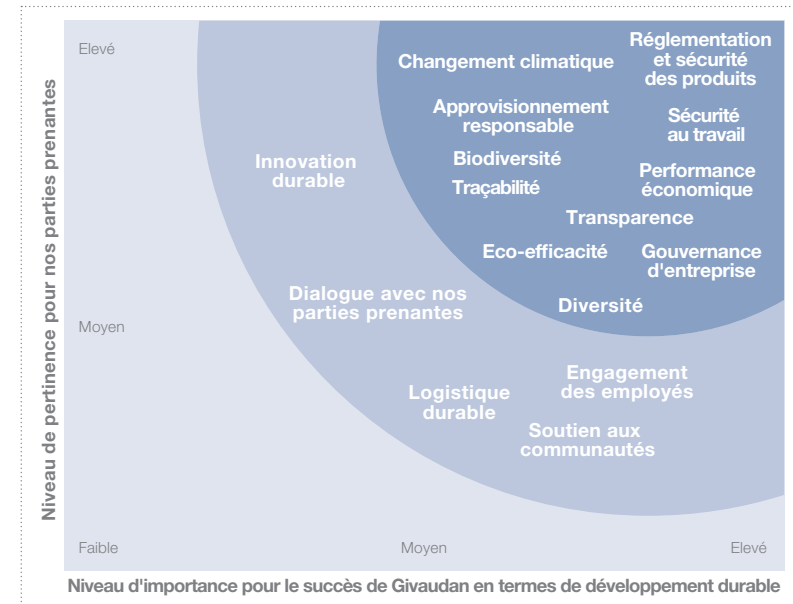 Niveau de pertinence pour nos parties prenantes
Elevé
Moyen
Faible
Changement climatique
Réglementation
et sécurité
des produits
Approvisionnement
responsable
Sécurité
au travail
Innovation
durable
Biodiversité
Traçabilité
Performance
économique
Transparence
Eco-efficacité
Gouvernance
d'entreprise
Dialogue avec nos
parties prenantes
Diversité
Engagement
des employés
Logistique
durable
Soutien aux
communautés
Moyen
Elevé
Niveau d'importance pour le succès de Givaudan en termes de développement durable